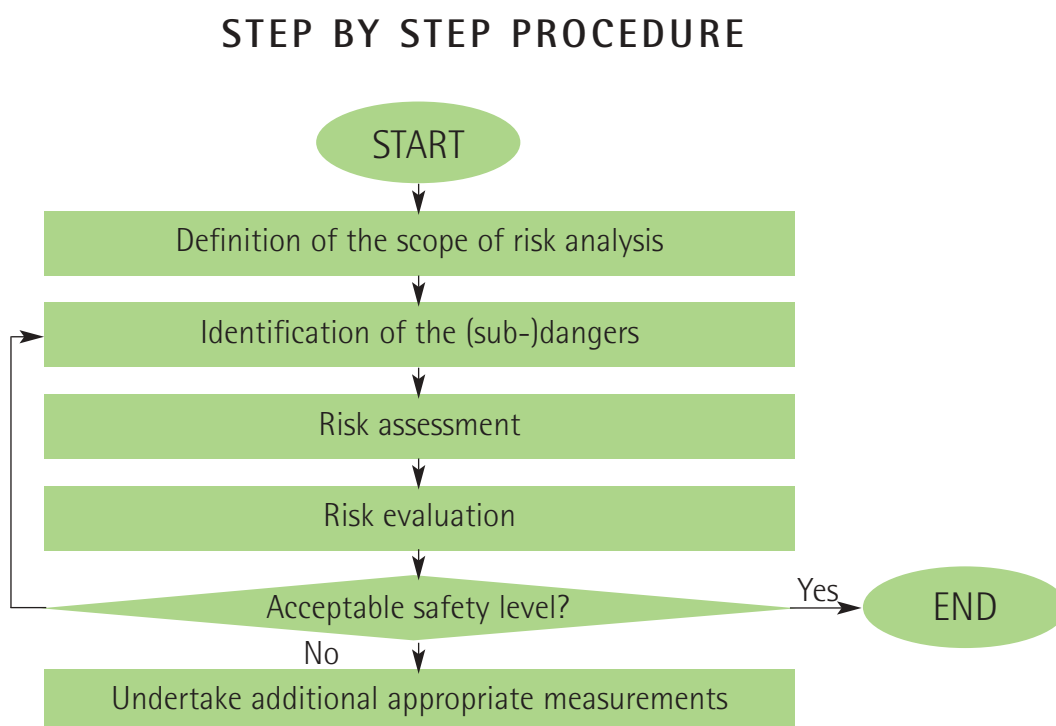 STEP BY STEP PROCEDURE
START
Definition of the scope of risk analysis
Identification of the (sub-)dangers
Risk assessment
Risk evaluation
Acceptable safety level?
Yes
END
No
Undertake additional appropriate measurements